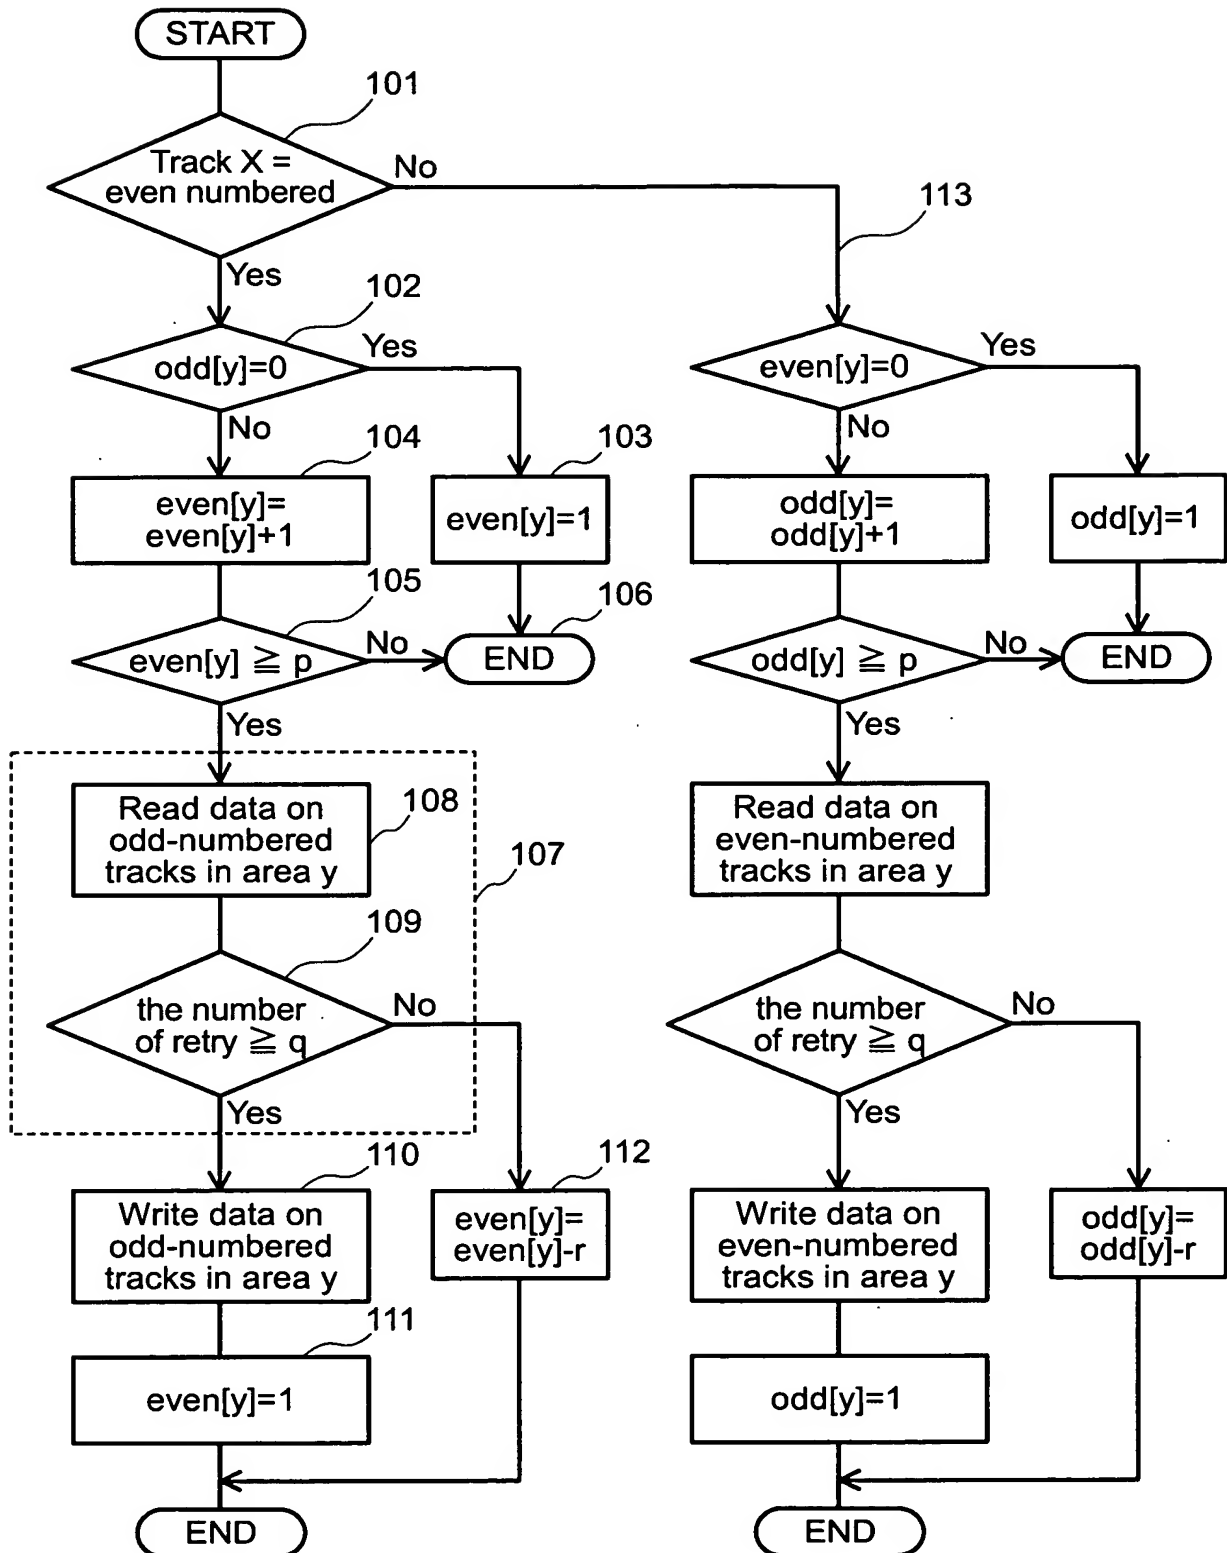 START
101
Track X =
even numbered
No
113
Yes
102
odd[y]=0
Yes
even[y]=0
Yes
No
104
103
No
even[y]=
even[y]+1
even[y]=1
odd[y]=
odd[y]+1
odd[y]=1
105
106
even[y] ≧ p
No
END
odd[y] ≧ p
No
END
Yes
Yes
Read data on
odd-numbered
tracks in area y
108
107
Read data on
even-numbered
tracks in area y
109
the number
of retry ≧ q
No
the number
of retry ≧ q
No
Yes
Yes
110
112
Write data on
odd-numbered
tracks in area y
even[y]=
even[y]-r
Write data on
even-numbered
tracks in area y
odd[y]=
odd[y]-r
111
even[y]=1
odd[y]=1
END
END